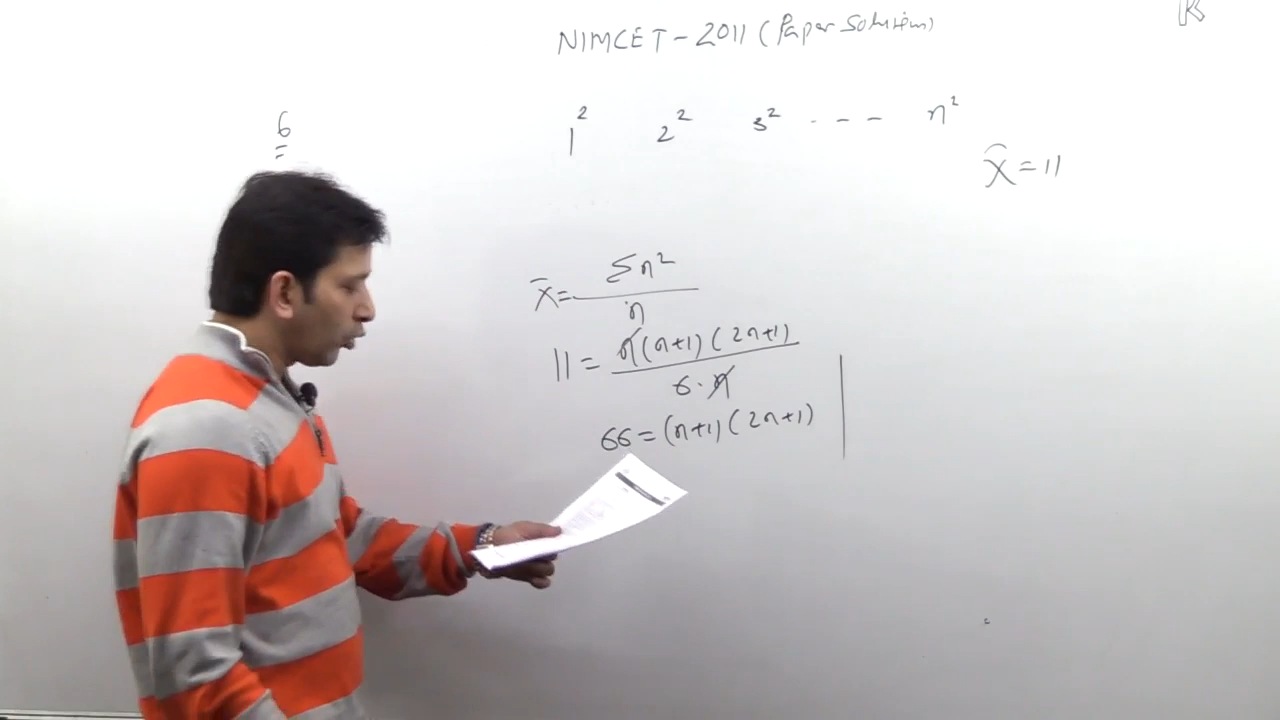 NIMCET-2011 (Paper Solution)
6
=
1² 2² 3² - - - - n²
X̄ = 11
X̄ = Σn² / n
11 = n(n+1)(2n+1) / 6·n
66 = (n+1)(2n+1)